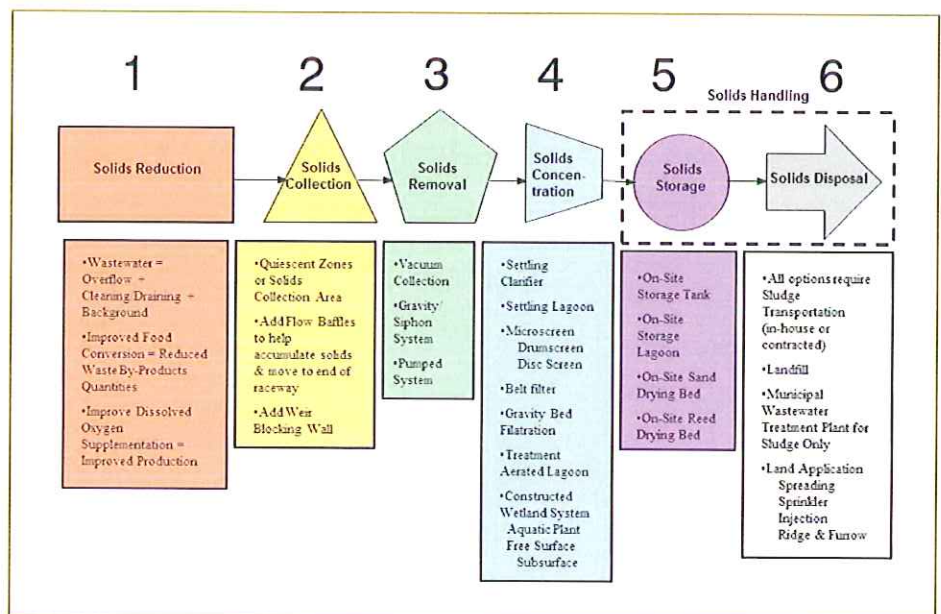 1
2
3
4
5
6
Solids Handling
Solids Reduction
Solids
Collection
Solids
Removal
Solids
Concen-
tration
Solids
Storage
Solids Disposal
•Wastewater =
Overflow +
Cleaning Draining +
Background
•Improved Food
Conversion = Reduced
Waste By-Products
Quantities
•Improve Dissolved
Oxygen
Supplementation =
Improved Production
•Quiescent Zones
or Solids
Collection Area
•Add Flow Baffles
to help
accumulate solids
& move to end of
raceway
•Add Weir
Blocking Wall
•Vacuum
Collection
•Gravity/
Siphon
System
•Pumped
System
•Settling
Clarifier
•Settling Lagoon
•Microscreen
Drumscreen
Disc Screen
•Belt filter
•Gravity Bed
Filatration
•Treatment
Aerated Lagoon
•Constructed
Wetland System
Aquatic Plant
Free Surface
Subsurface
•On-Site
Storage Tank
•On-Site
Storage
Lagoon
•On-Site Sand
Drying Bed
•On-Site Reed
Drying Bed
•All options require
Sludge
Transportation
(in-house or
contracted)
•Landfill
•Municipal
Wastewater
Treatment Plant for
Sludge Only
•Land Application
Spreading
Sprinkler
Injection
Ridge & Furrow